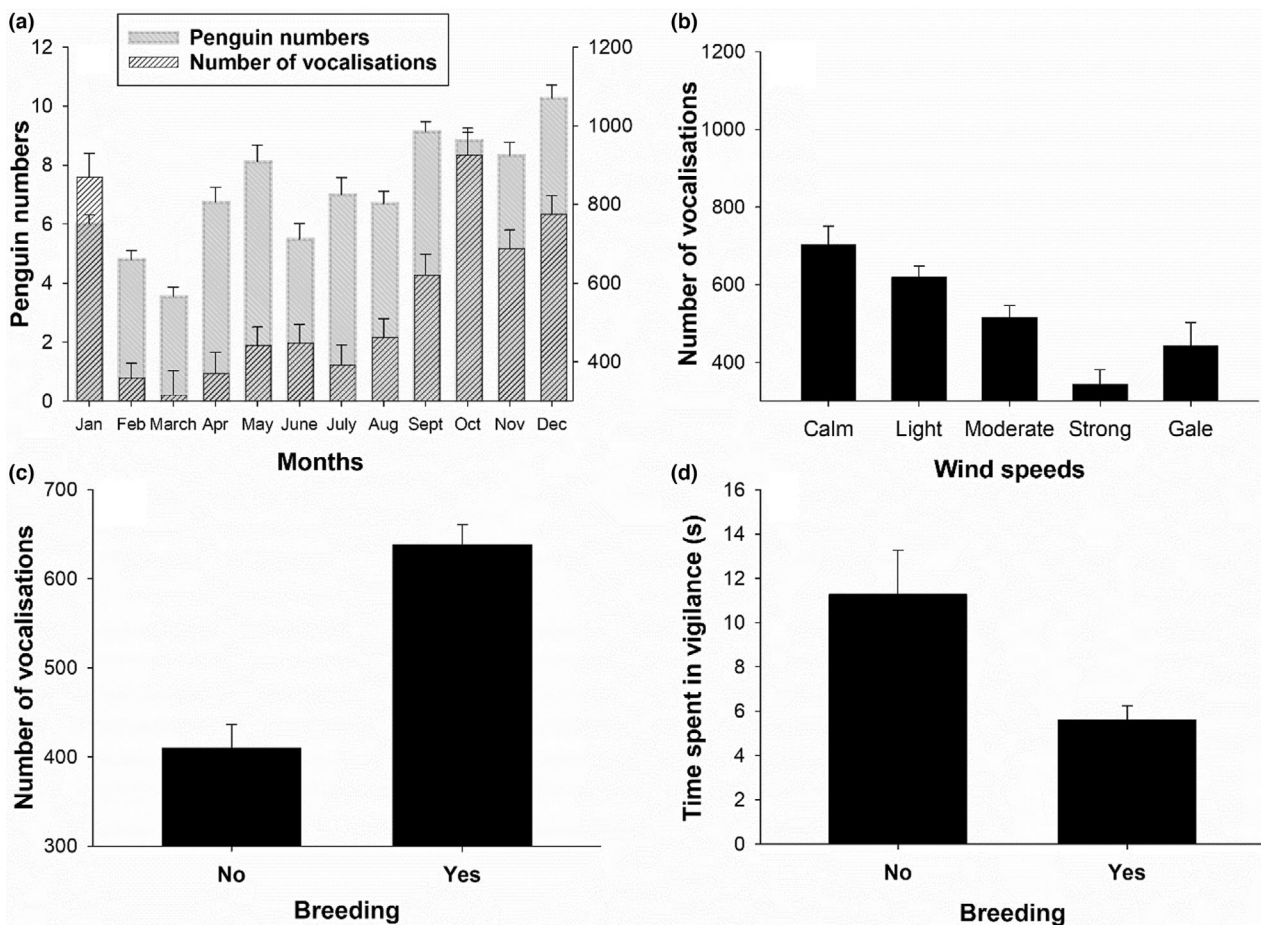 (a)
Penguin numbers
Number of vocalisations
12
10
8
6
4
2
0
Penguin numbers
1200
1000
800
600
400
Jan Feb March Apr May June July Aug Sept Oct Nov Dec
Months
(b)
1200
1000
800
600
400
Number of vocalisations
Calm Light Moderate Strong Gale
Wind speeds
(c)
700
600
500
400
300
Number of vocalisations
No Yes
Breeding
(d)
16
14
12
10
8
6
4
2
0
Time spent in vigilance (s)
No Yes
Breeding